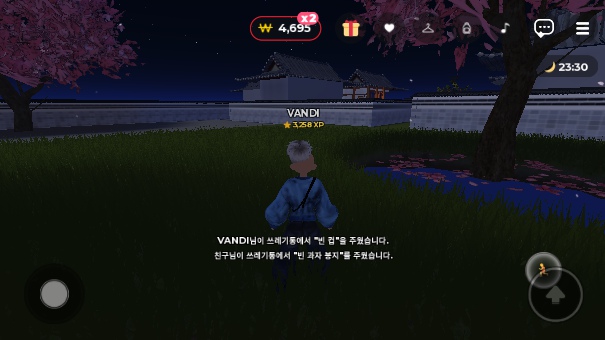 x2
₩ 4,695
23:30
VANDI
3,258 XP
VANDI님이 쓰레기통에서 "빈 컵"을 주웠습니다.
친구님이 쓰레기통에서 "빈 과자 봉지"를 주웠습니다.